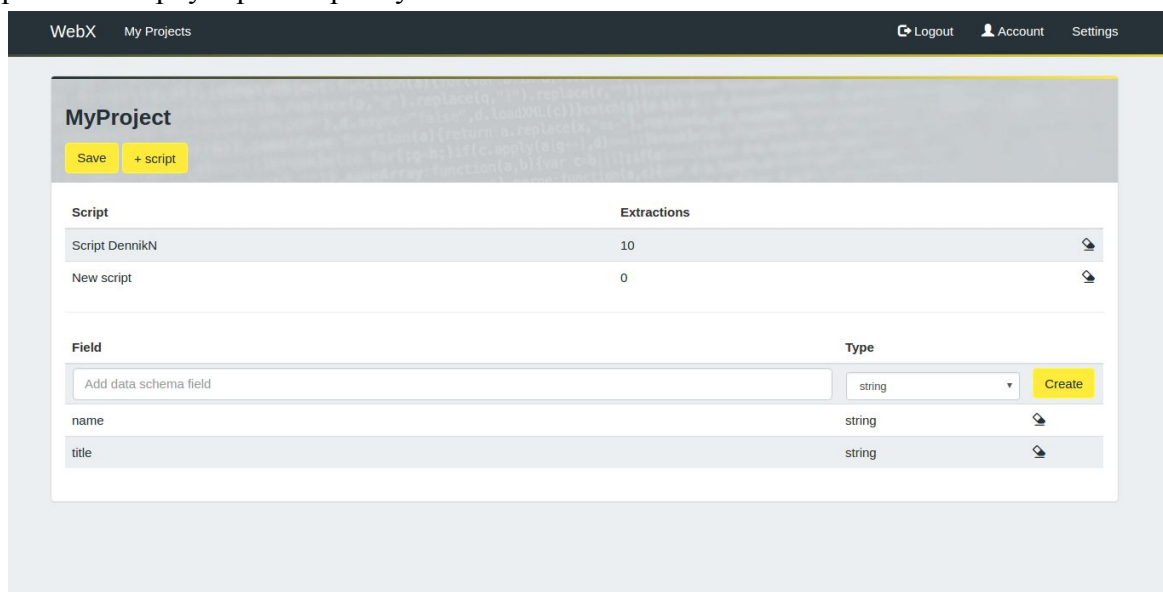 WebX My Projects Logout Account Settings
MyProject
Save + script
Script Extractions
Script DennikN 10
New script 0
Field Type
Add data schema field string Create
name string
title string